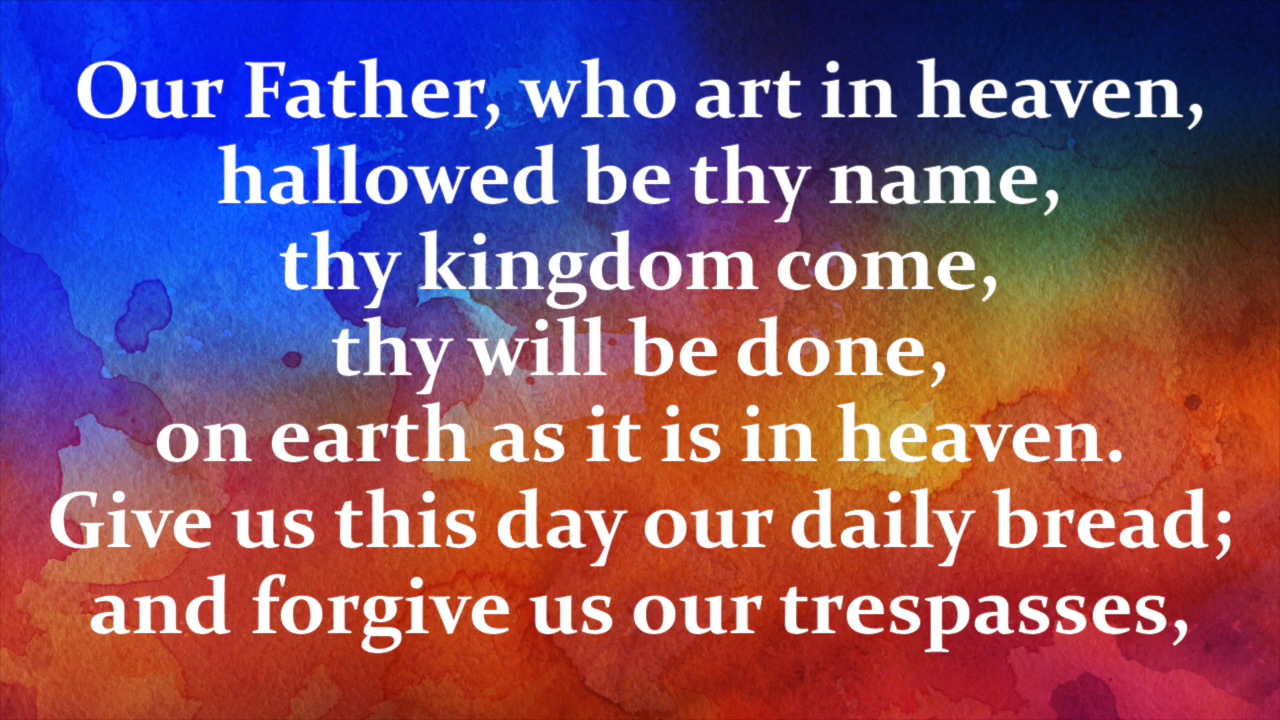 Our Father, who art in heaven,
hallowed be thy name,
thy kingdom come,
thy will be done,
on earth as it is in heaven.
Give us this day our daily bread;
and forgive us our trespasses,